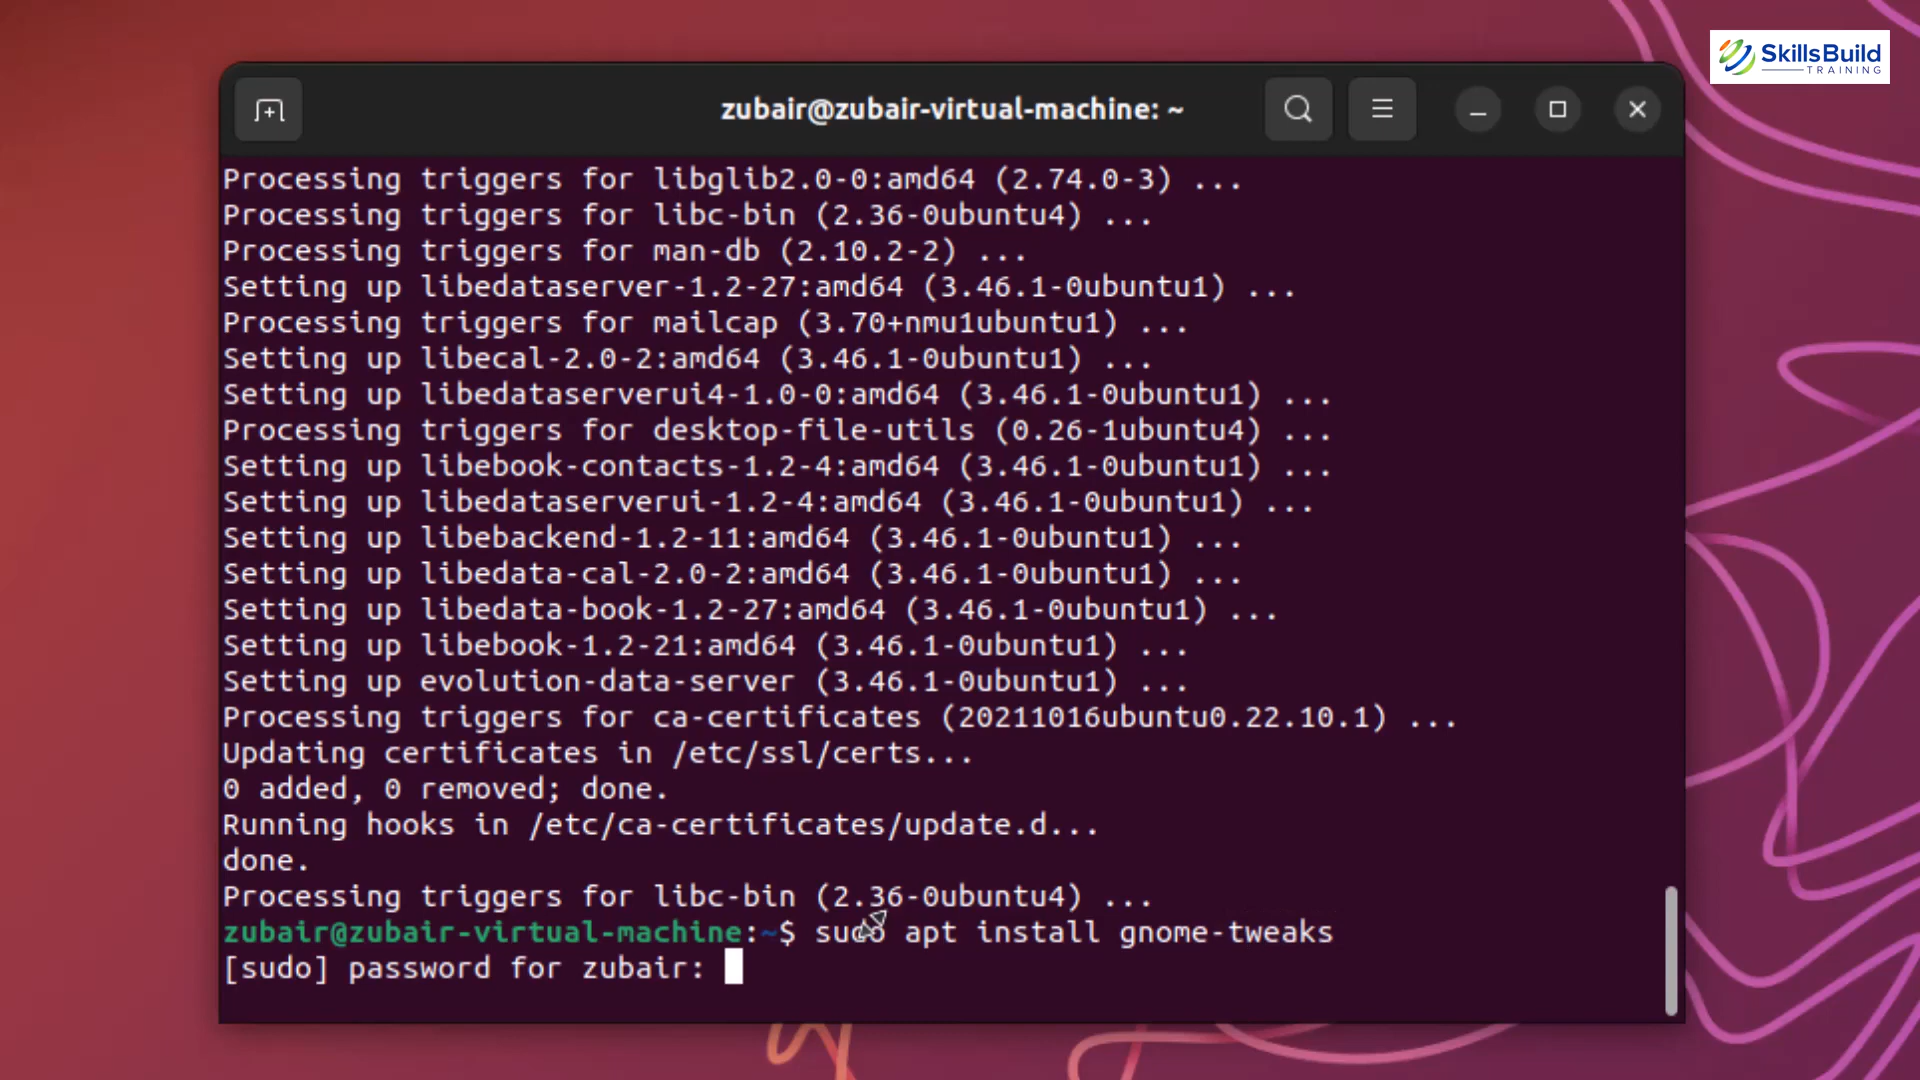 SkillsBuild
TRAINING
zubair@zubair-virtual-machine: ~
Processing triggers for libglib2.0-0:amd64 (2.74.0-3) ...
Processing triggers for libc-bin (2.36-0ubuntu4) ...
Processing triggers for man-db (2.10.2-2) ...
Setting up libedataserver-1.2-27:amd64 (3.46.1-0ubuntu1) ...
Processing triggers for mailcap (3.70+nmu1ubuntu1) ...
Setting up libecal-2.0-2:amd64 (3.46.1-0ubuntu1) ...
Setting up libedataserverui4-1.0-0:amd64 (3.46.1-0ubuntu1) ...
Processing triggers for desktop-file-utils (0.26-1ubuntu4) ...
Setting up libebook-contacts-1.2-4:amd64 (3.46.1-0ubuntu1) ...
Setting up libedataserverui-1.2-4:amd64 (3.46.1-0ubuntu1) ...
Setting up libebackend-1.2-11:amd64 (3.46.1-0ubuntu1) ...
Setting up libedata-cal-2.0-2:amd64 (3.46.1-0ubuntu1) ...
Setting up libedata-book-1.2-27:amd64 (3.46.1-0ubuntu1) ...
Setting up libebook-1.2-21:amd64 (3.46.1-0ubuntu1) ...
Setting up evolution-data-server (3.46.1-0ubuntu1) ...
Processing triggers for ca-certificates (20211016ubuntu0.22.10.1) ...
Updating certificates in /etc/ssl/certs...
0 added, 0 removed; done.
Running hooks in /etc/ca-certificates/update.d...
done.
Processing triggers for libc-bin (2.36-0ubuntu4) ...
zubair@zubair-virtual-machine:~$ sudo apt install gnome-tweaks
[sudo] password for zubair: